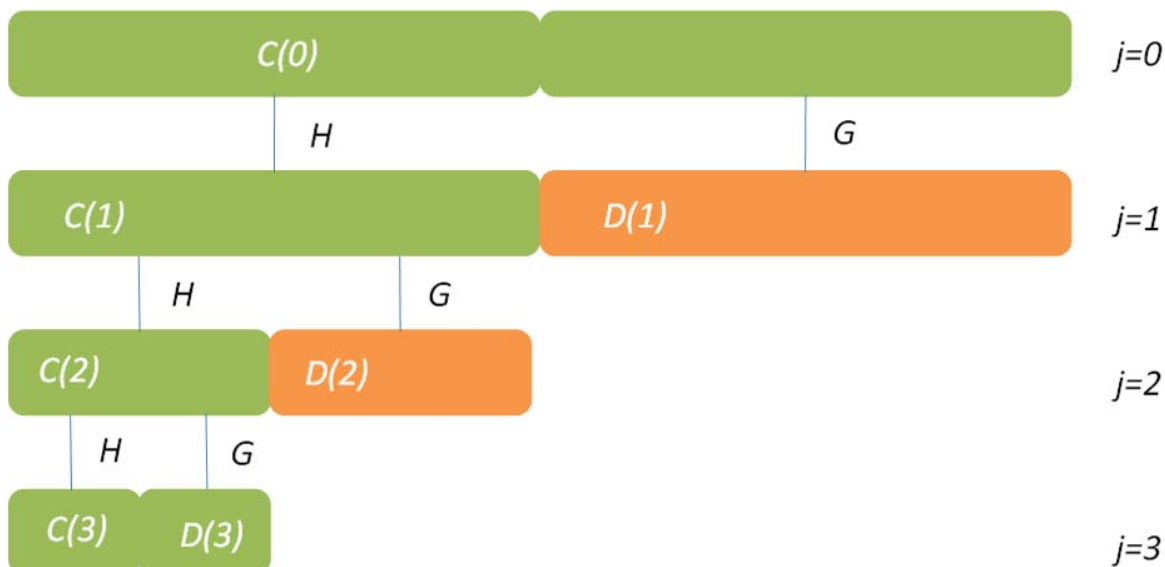 C(0) j=0
H G
C(1) D(1) j=1
H G
C(2) D(2) j=2
H G
C(3) D(3) j=3